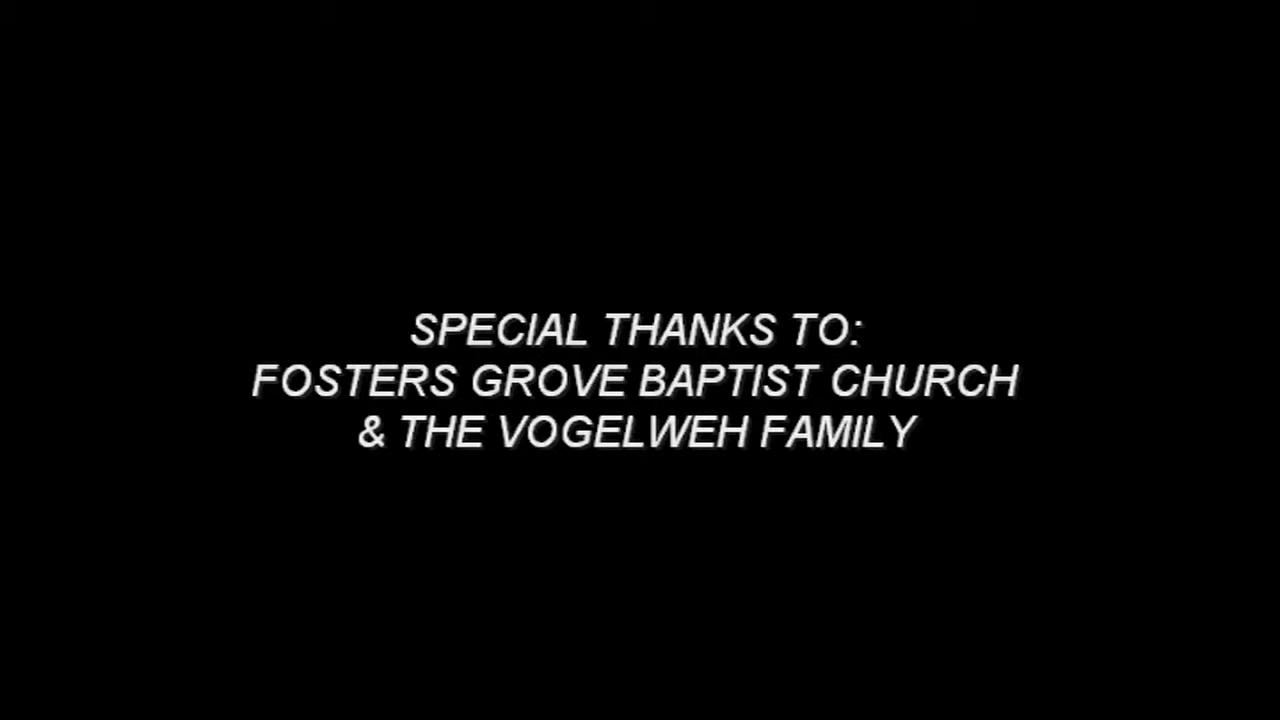 SPECIAL THANKS TO:
FOSTERS GROVE BAPTIST CHURCH
& THE VOGELWEH FAMILY